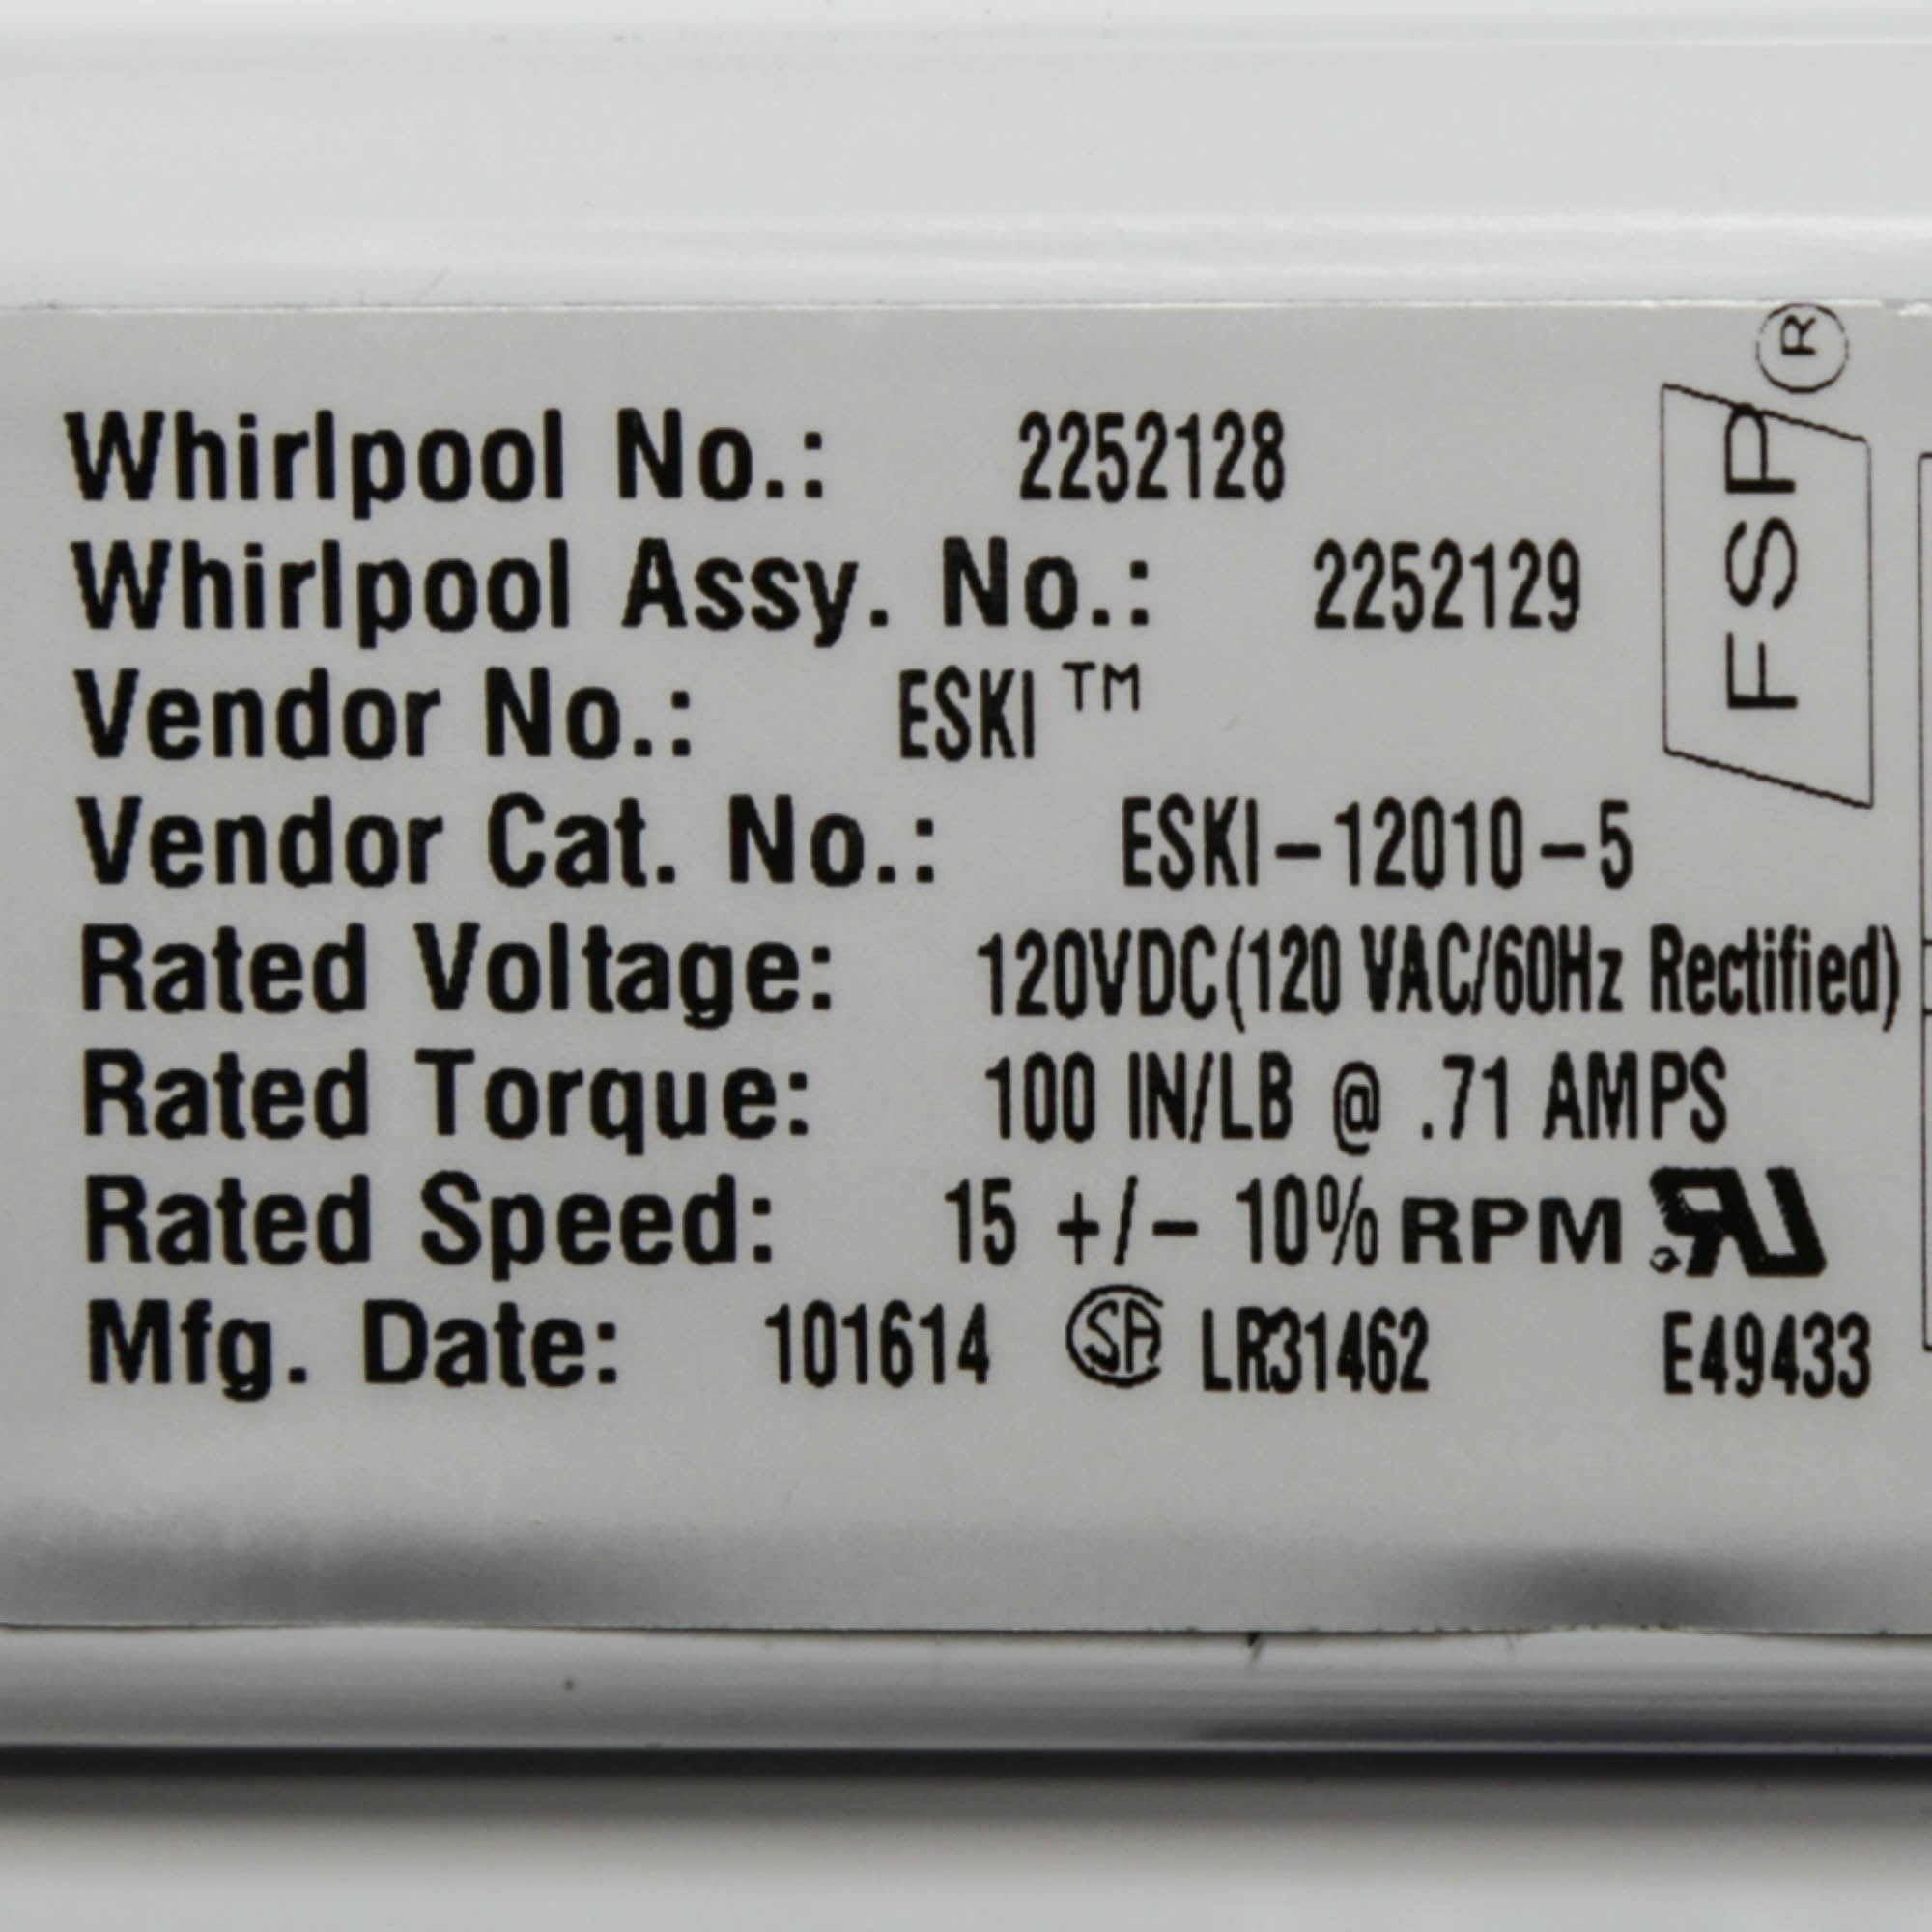 Whirlpool No.: 2252128
Whirlpool Assy. No.: 2252129
Vendor No.: ESKI™
Vendor Cat. No.: ESKI-12010-5
Rated Voltage: 120VDC(120 VAC/60Hz Rectified)
Rated Torque: 100 IN/LB @ .71 AMPS
Rated Speed: 15 +/- 10% RPM
Mfg. Date: 101614 SA LR31462 E49433
FSP®